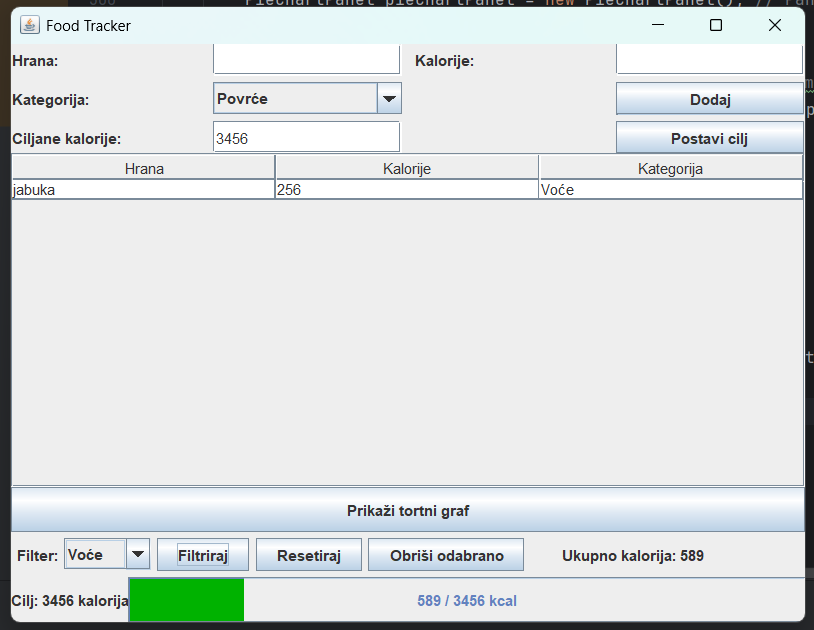 Food Tracker
Hrana: Kalorije:
Kategorija: Povrće Dodaj
Ciljane kalorije: 3456 Postavi cilj
Hrana Kalorije Kategorija
jabuka 256 Voće
Prikaži tortni graf
Filter: Voće Filtriraj Resetiraj Obriši odabrano Ukupno kalorija: 589
Cilj: 3456 kalorija 589 / 3456 kcal